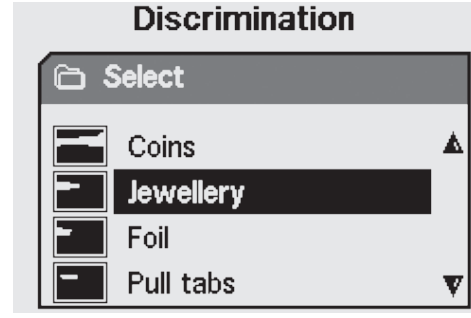 Discrimination
Select
Coins
Jewellery
Foil
Pull tabs